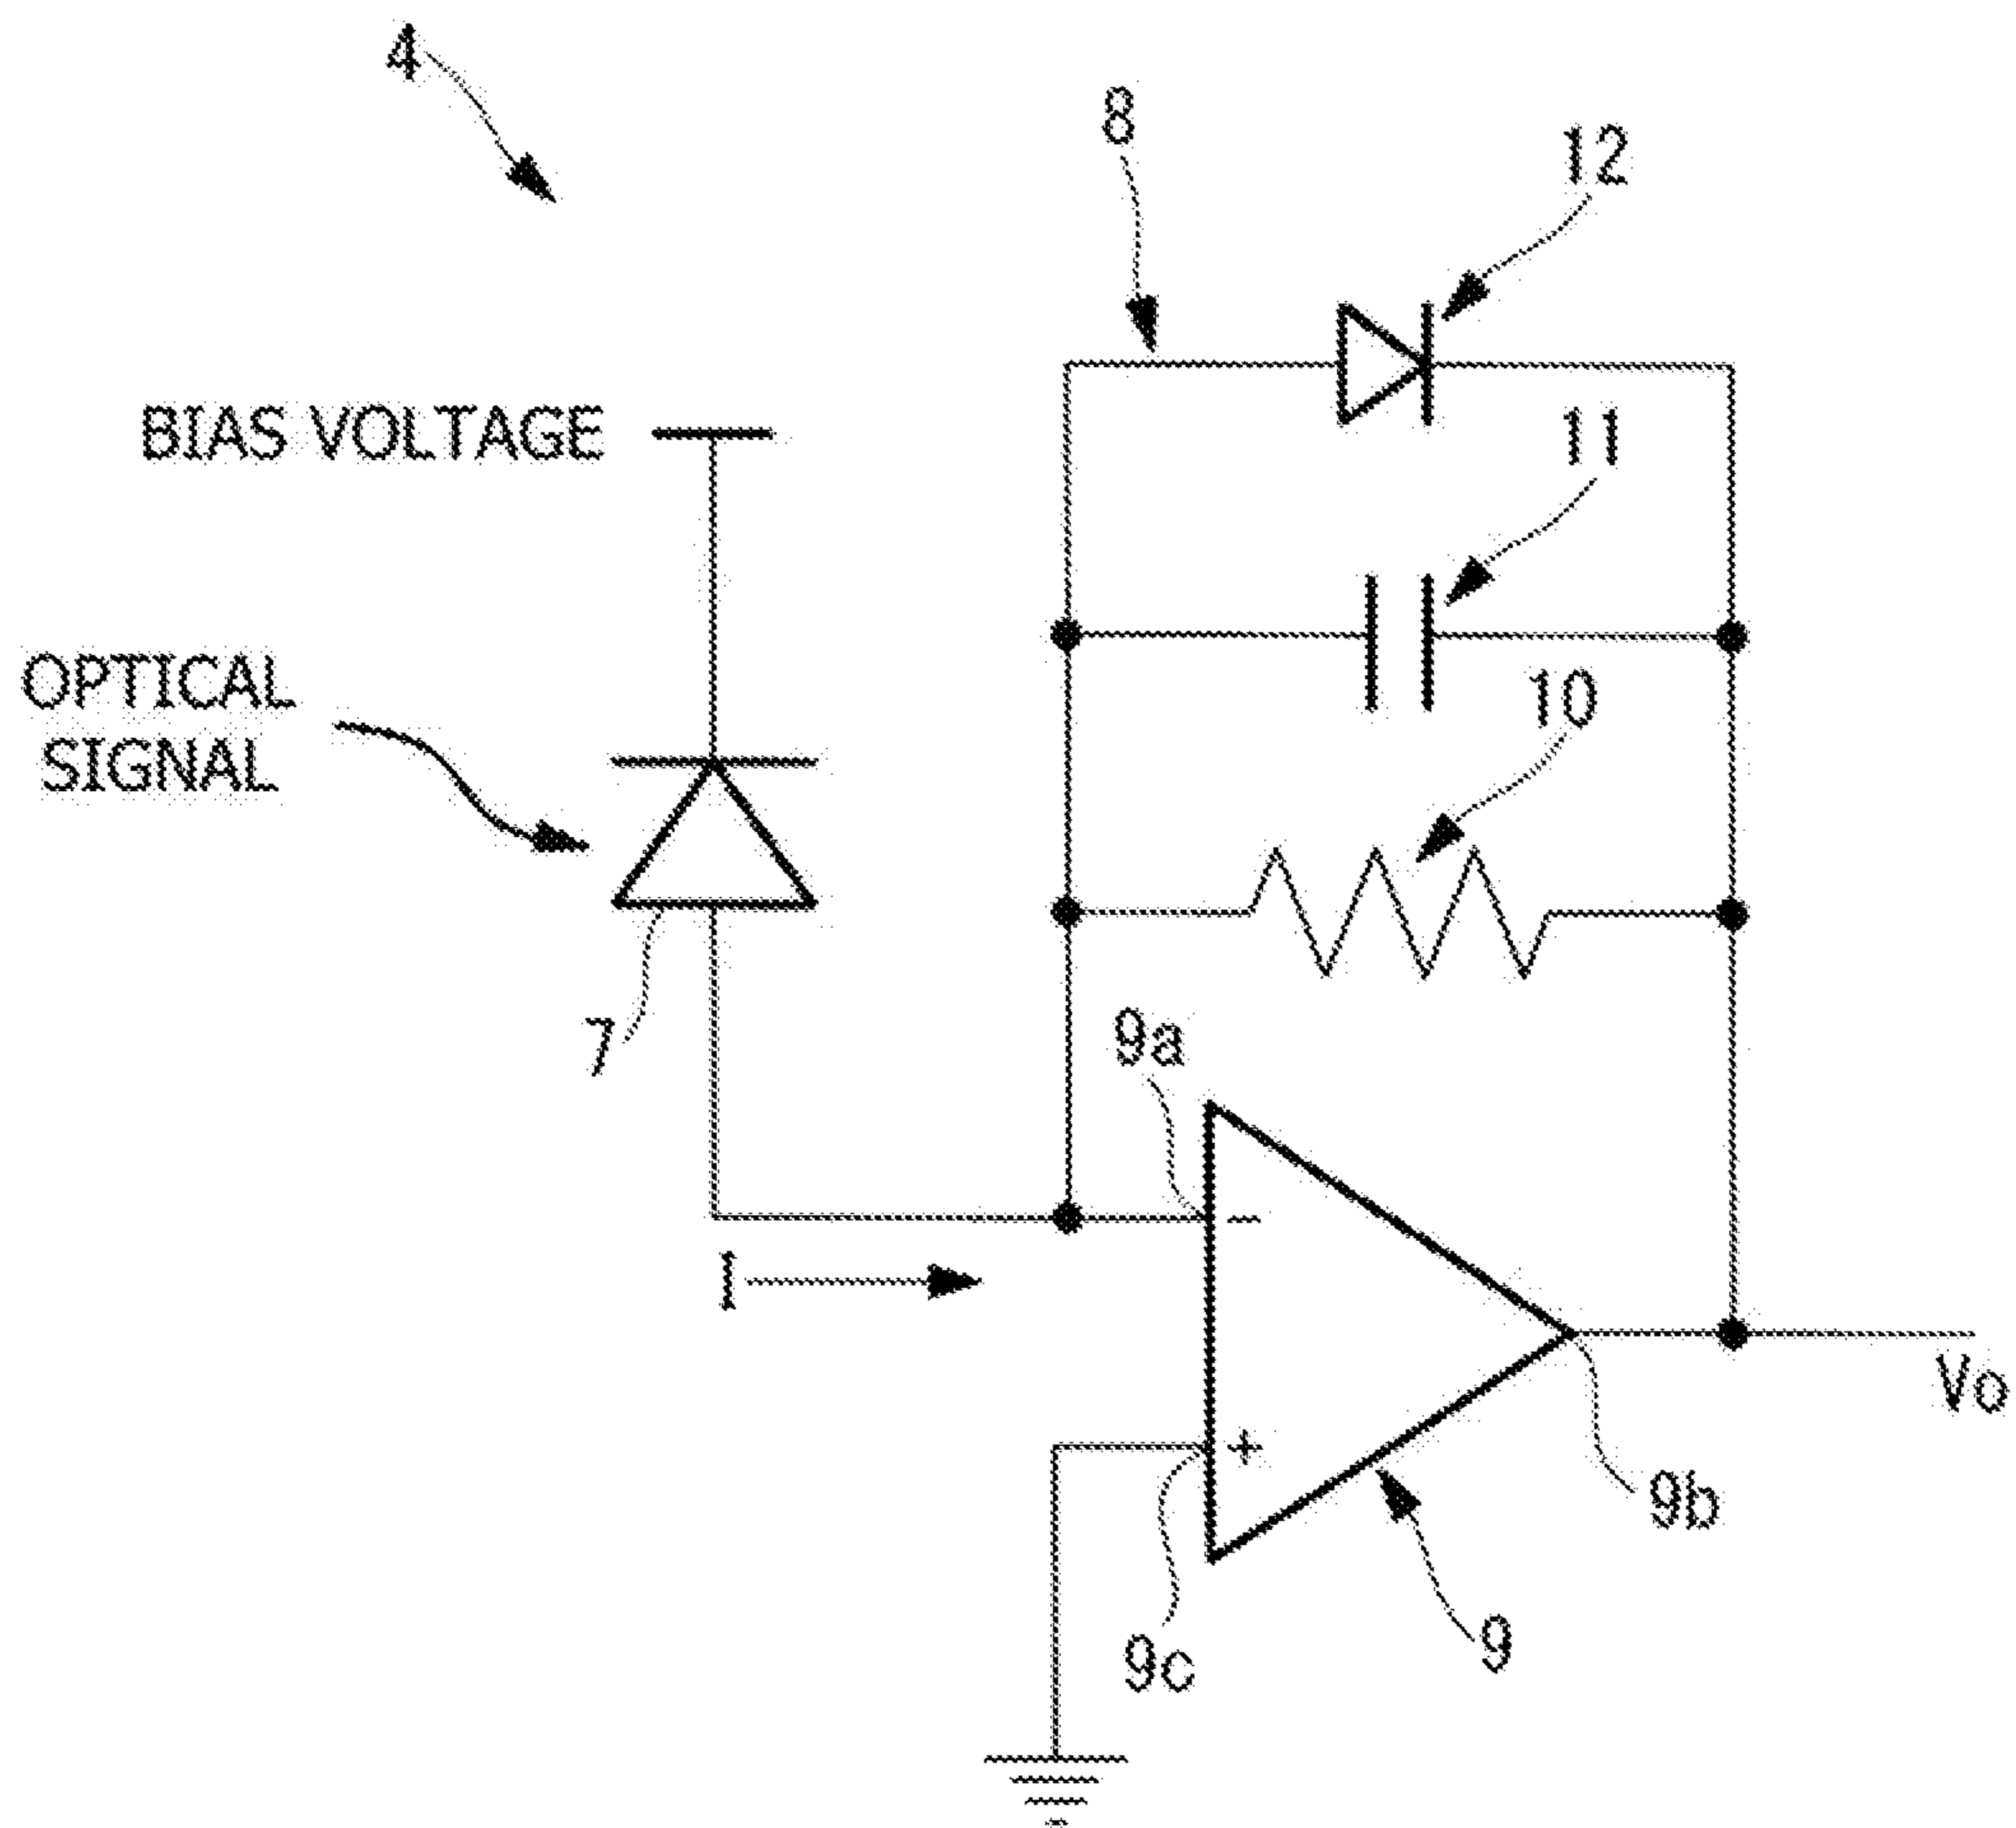 4
8
12
BIAS VOLTAGE
11
OPTICAL
SIGNAL
10
7
9a
−
I
Vo
+
9b
9c
9